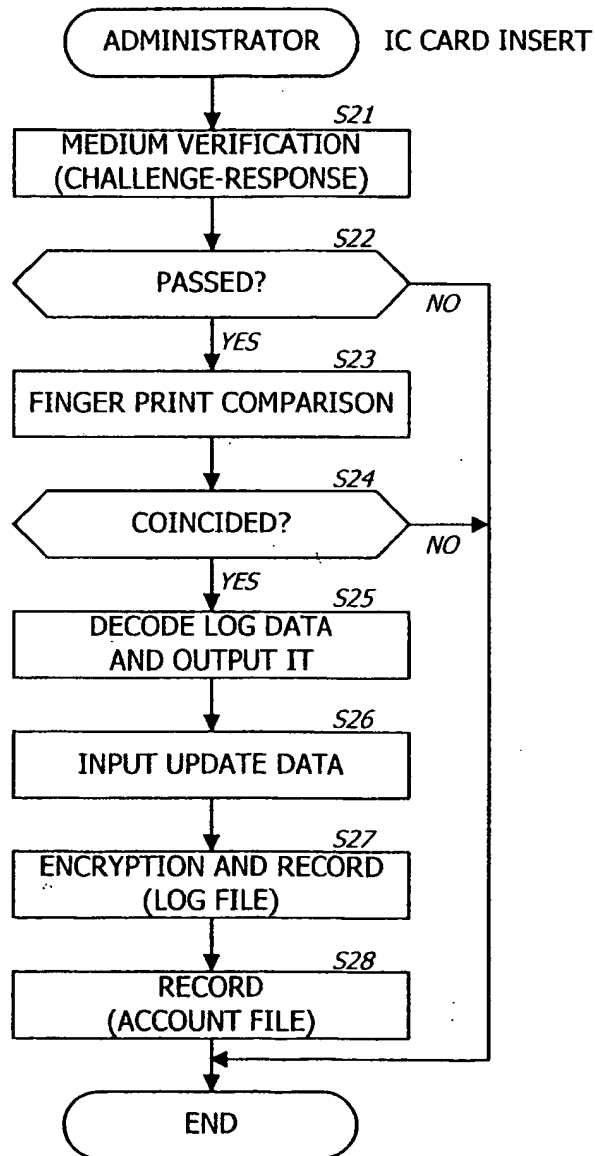 ADMINISTRATOR IC CARD INSERT
S21
MEDIUM VERIFICATION
(CHALLENGE-RESPONSE)
S22
PASSED?
NO
YES
S23
FINGER PRINT COMPARISON
S24
COINCIDED?
NO
YES
S25
DECODE LOG DATA
AND OUTPUT IT
S26
INPUT UPDATE DATA
S27
ENCRYPTION AND RECORD
(LOG FILE)
S28
RECORD
(ACCOUNT FILE)
END